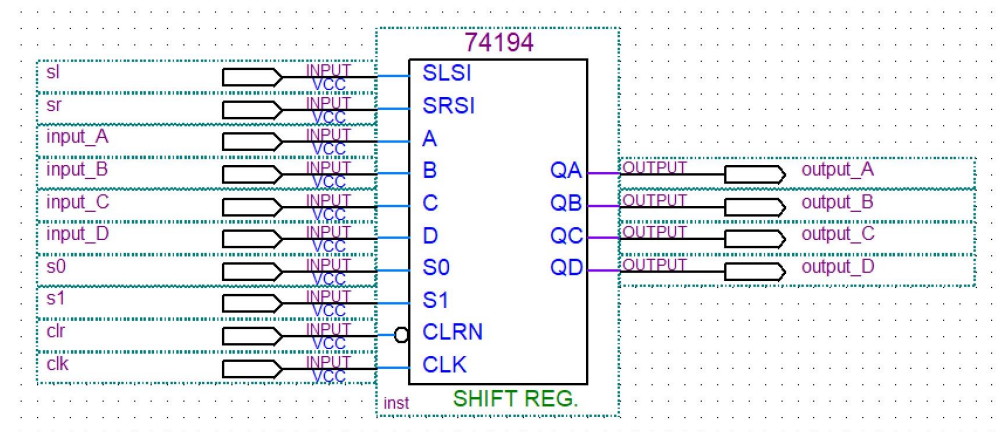 74194
sl INPUT VCC SLSI
sr INPUT VCC SRSI
input_A INPUT VCC A
input_B INPUT VCC B QA OUTPUT output_A
input_C INPUT VCC C QB OUTPUT output_B
input_D INPUT VCC D QC OUTPUT output_C
s0 INPUT VCC S0 QD OUTPUT output_D
s1 INPUT VCC S1
clr INPUT VCC CLRN
clk INPUT VCC CLK
inst SHIFT REG.